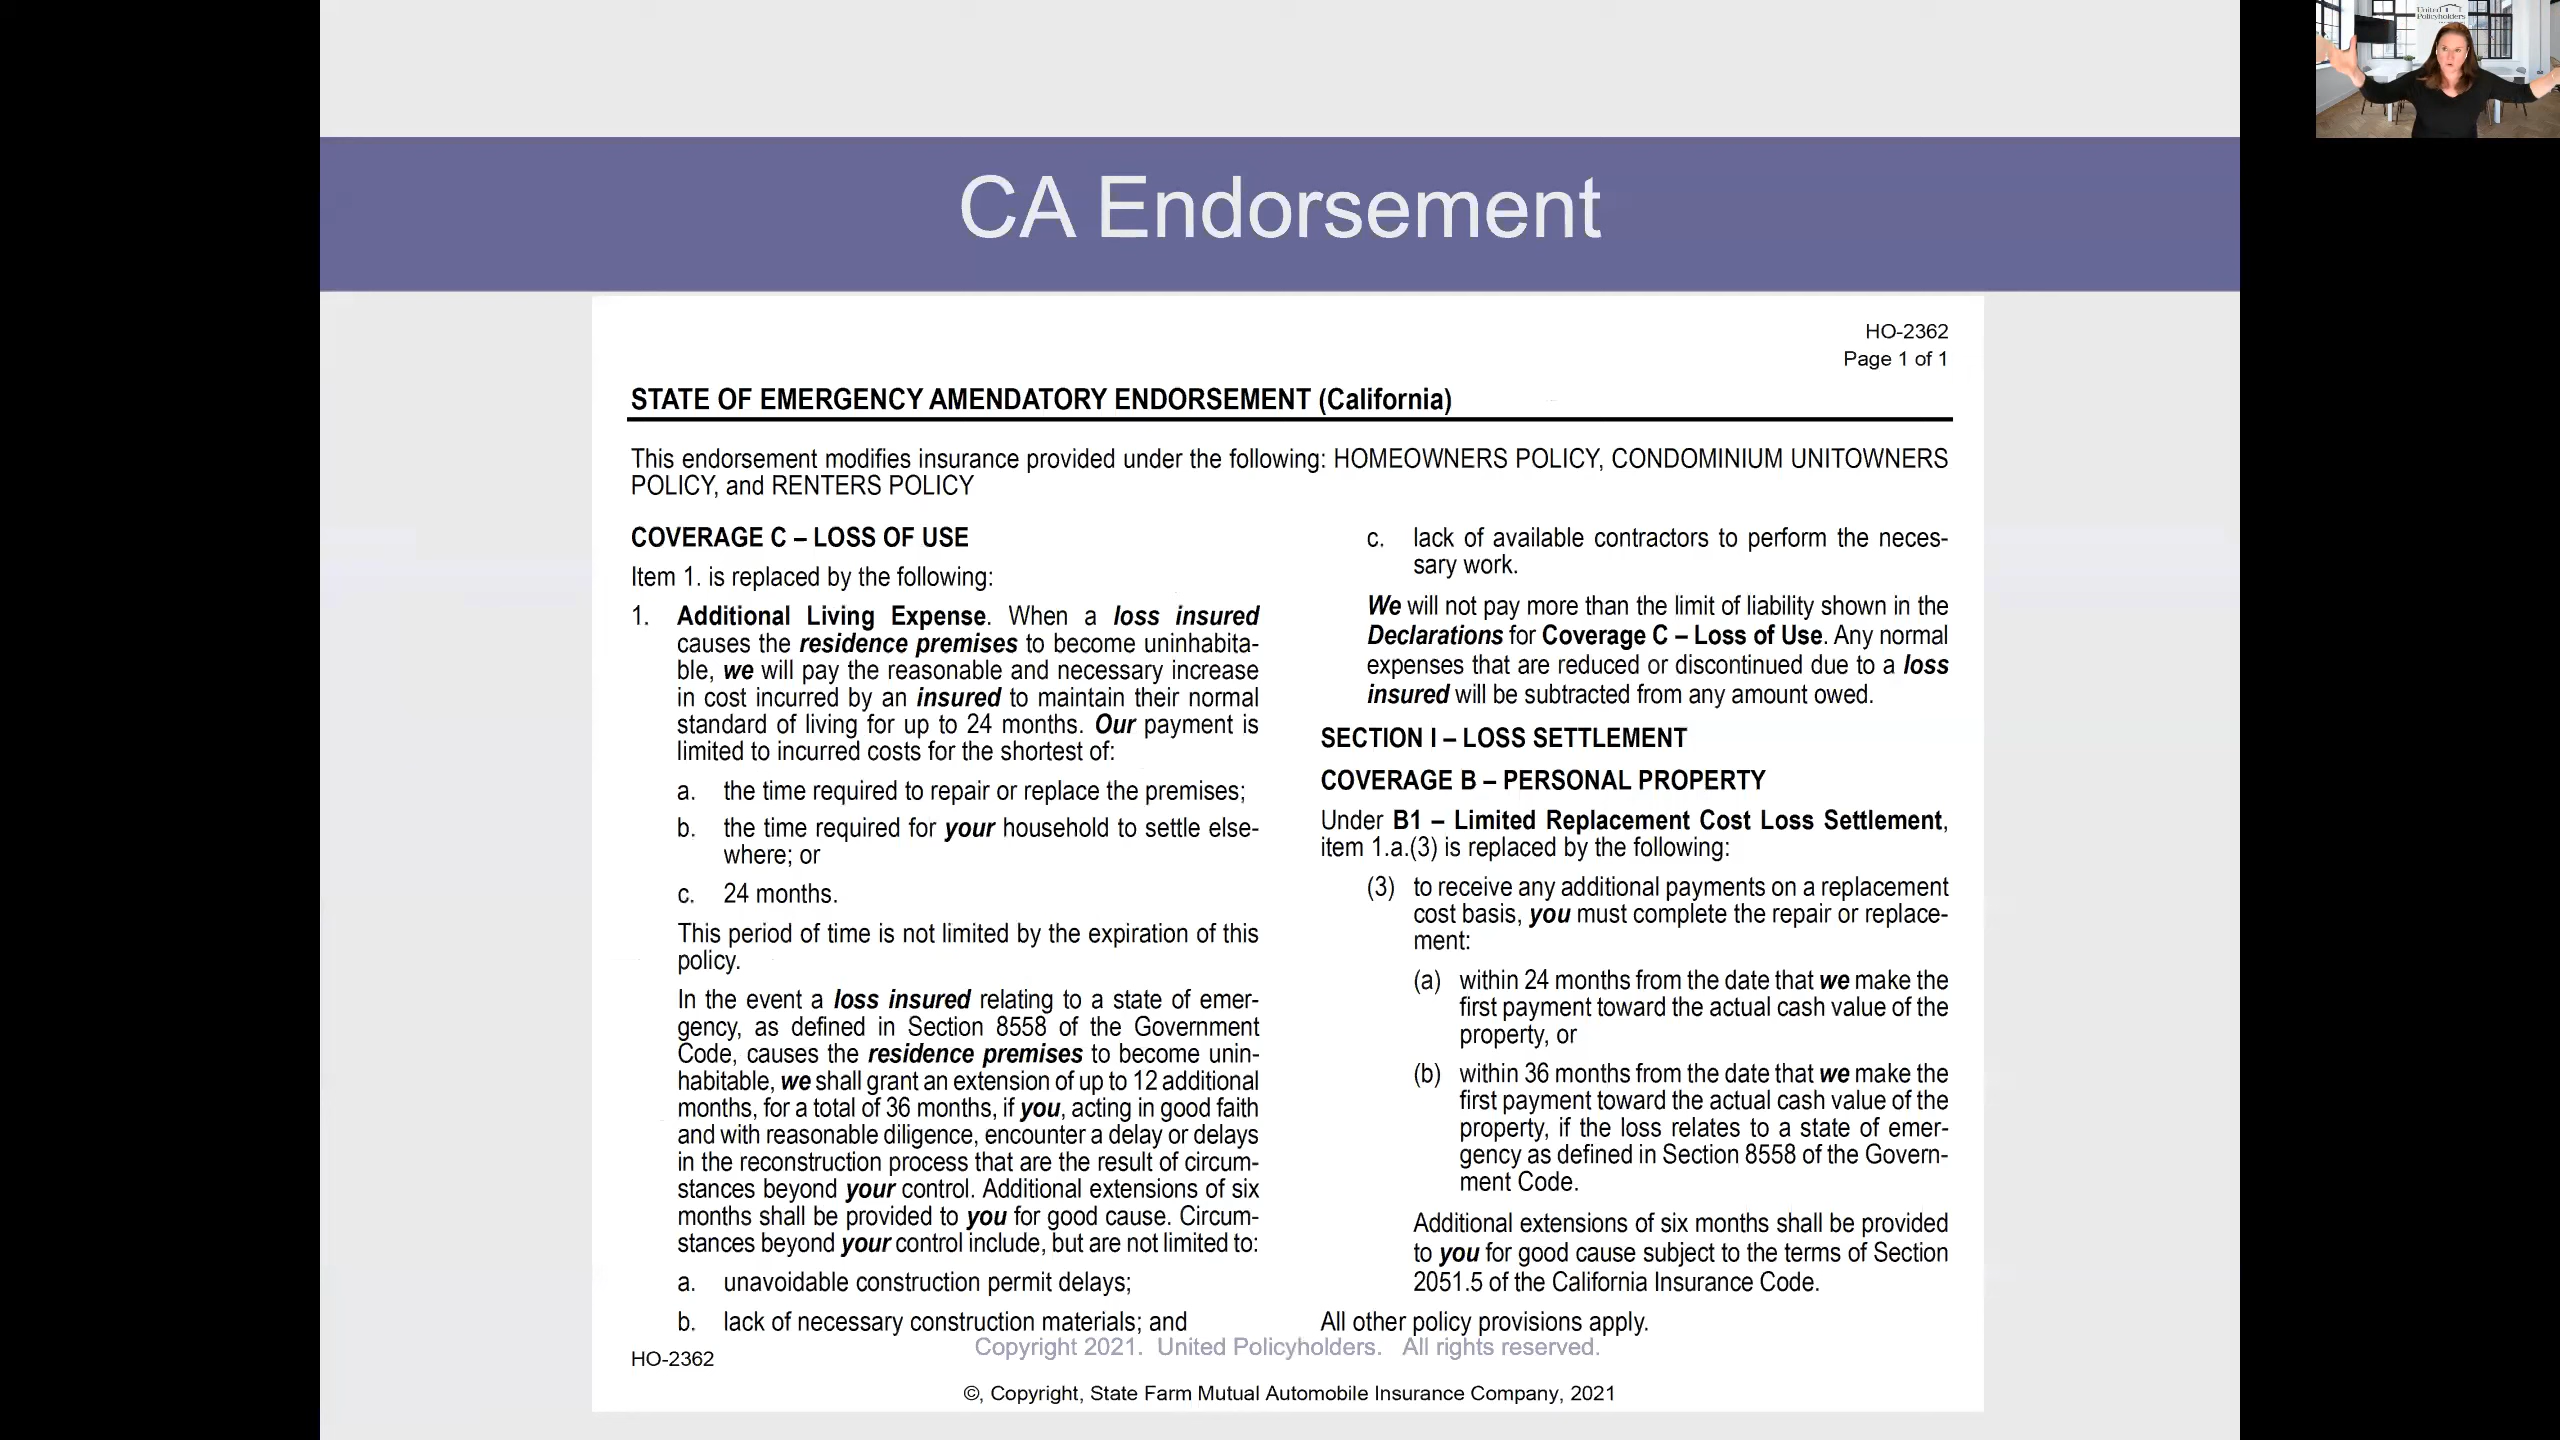 United
Policyholders
CA Endorsement
HO-2362
Page 1 of 1
STATE OF EMERGENCY AMENDATORY ENDORSEMENT (California)
This endorsement modifies insurance provided under the following: HOMEOWNERS POLICY, CONDOMINIUM UNITOWNERS
POLICY, and RENTERS POLICY
COVERAGE C – LOSS OF USE
Item 1. is replaced by the following:
1. Additional Living Expense. When a loss insured
causes the residence premises to become uninhabita-
ble, we will pay the reasonable and necessary increase
in cost incurred by an insured to maintain their normal
standard of living for up to 24 months. Our payment is
limited to incurred costs for the shortest of:
a. the time required to repair or replace the premises;
b. the time required for your household to settle else-
where; or
c. 24 months.
This period of time is not limited by the expiration of this
policy.
In the event a loss insured relating to a state of emer-
gency, as defined in Section 8558 of the Government
Code, causes the residence premises to become unin-
habitable, we shall grant an extension of up to 12 additional
months, for a total of 36 months, if you, acting in good faith
and with reasonable diligence, encounter a delay or delays
in the reconstruction process that are the result of circum-
stances beyond your control. Additional extensions of six
months shall be provided to you for good cause. Circum-
stances beyond your control include, but are not limited to:
a. unavoidable construction permit delays;
b. lack of necessary construction materials; and
c. lack of available contractors to perform the neces-
sary work.
We will not pay more than the limit of liability shown in the
Declarations for Coverage C – Loss of Use. Any normal
expenses that are reduced or discontinued due to a loss
insured will be subtracted from any amount owed.
SECTION I – LOSS SETTLEMENT
COVERAGE B – PERSONAL PROPERTY
Under B1 – Limited Replacement Cost Loss Settlement,
item 1.a.(3) is replaced by the following:
(3) to receive any additional payments on a replacement
cost basis, you must complete the repair or replace-
ment:
(a) within 24 months from the date that we make the
first payment toward the actual cash value of the
property, or
(b) within 36 months from the date that we make the
first payment toward the actual cash value of the
property, if the loss relates to a state of emer-
gency as defined in Section 8558 of the Govern-
ment Code.
Additional extensions of six months shall be provided
to you for good cause subject to the terms of Section
2051.5 of the California Insurance Code.
All other policy provisions apply.
Copyright 2021. United Policyholders. All rights reserved.
HO-2362
©, Copyright, State Farm Mutual Automobile Insurance Company, 2021